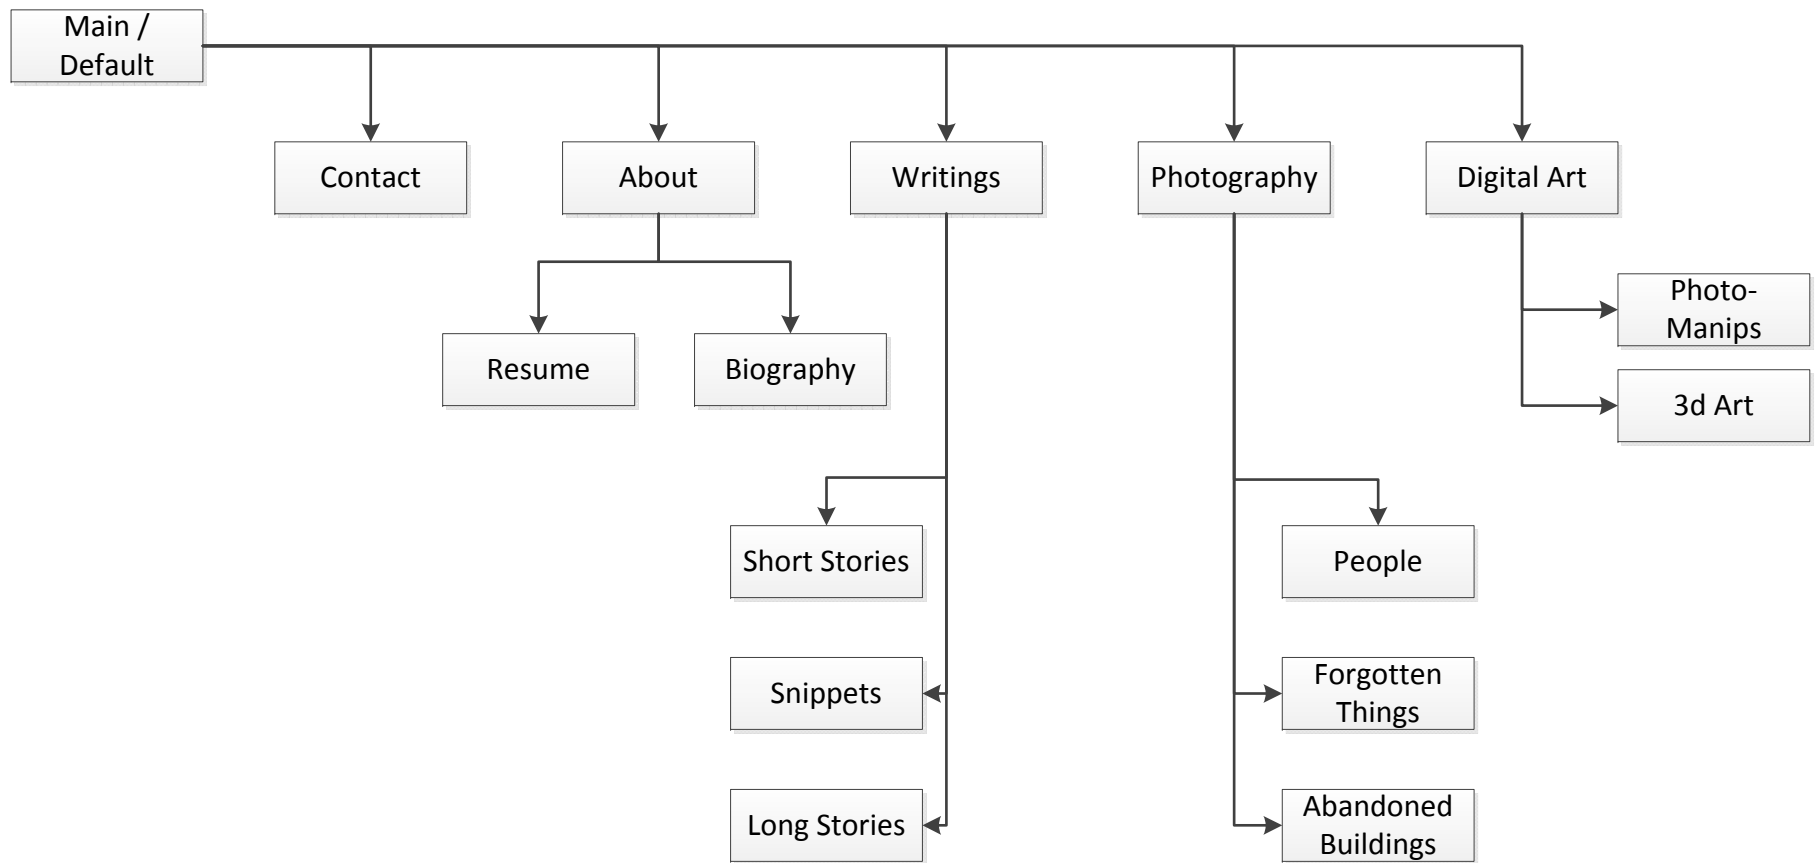 Main /
Default
Contact
About
Writings
Photography
Digital Art
Photo-
Manips
Resume
Biography
3d Art
Short Stories
People
Snippets
Forgotten
Things
Long Stories
Abandoned
Buildings